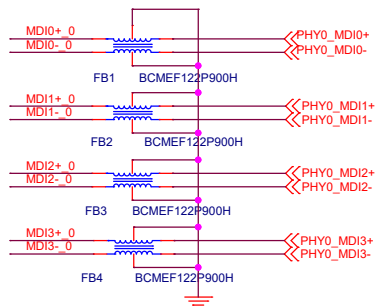 MDI0+_0 PHY0_MDI0+
MDI0-_0 PHY0_MDI0-
FB1 BCMEF122P900H
MDI1+_0 PHY0_MDI1+
MDI1-_0 PHY0_MDI1-
FB2 BCMEF122P900H
MDI2+_0 PHY0_MDI2+
MDI2-_0 PHY0_MDI2-
FB3 BCMEF122P900H
MDI3+_0 PHY0_MDI3+
MDI3-_0 PHY0_MDI3-
FB4 BCMEF122P900H